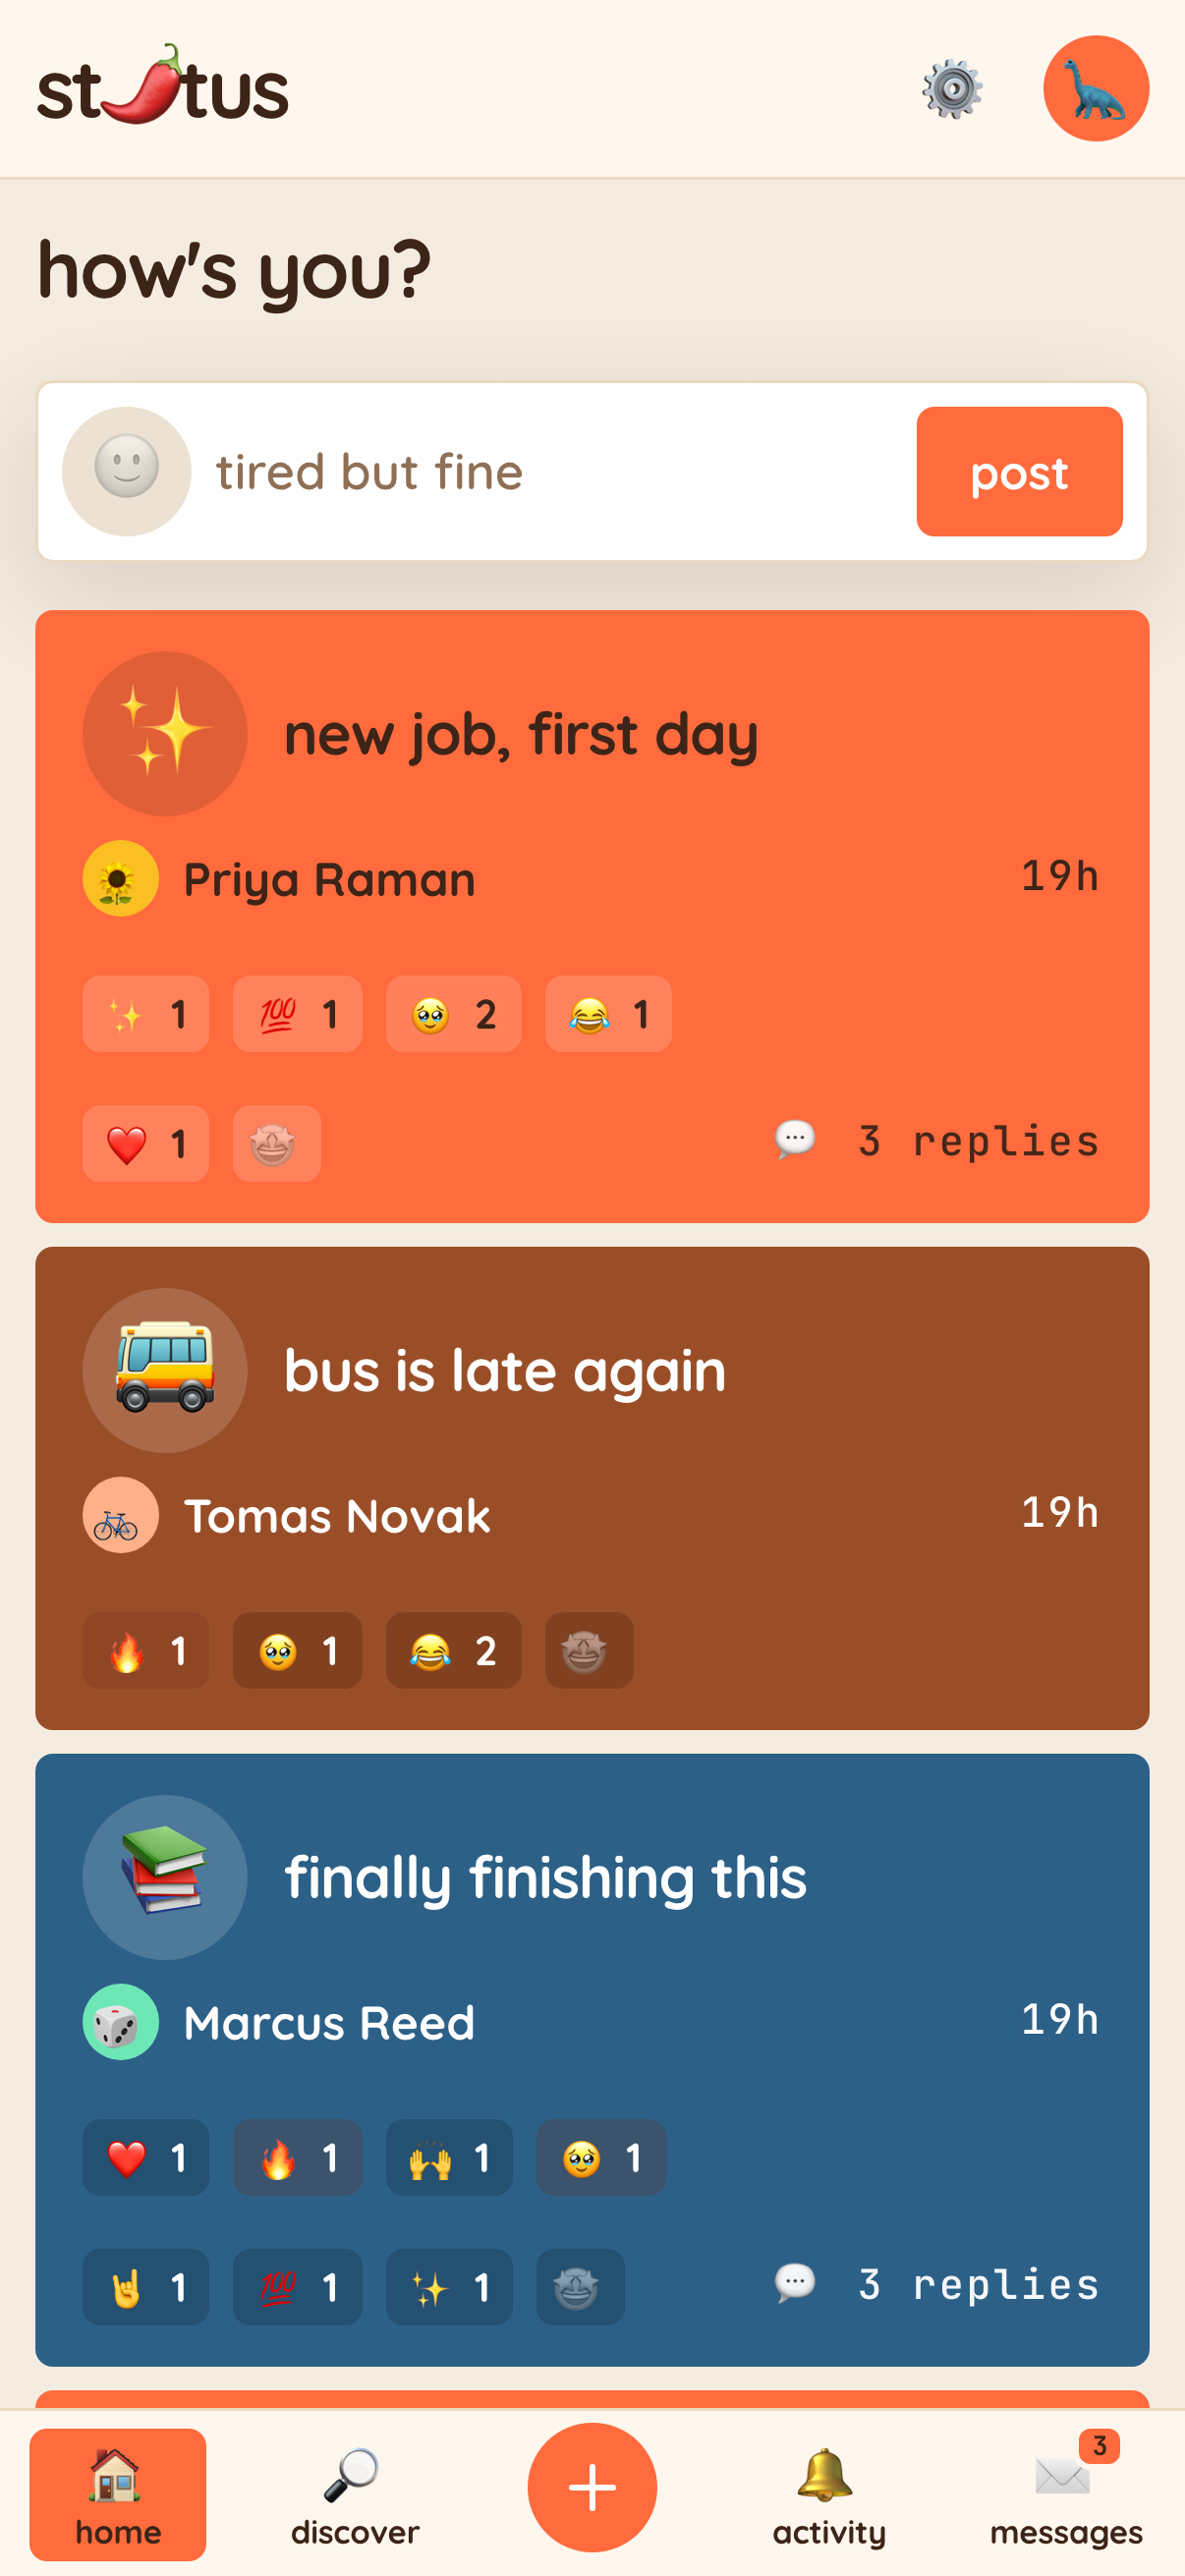 st🌶️tus
how's you?
tired but fine
post
new job, first day
Priya Raman
19h
✨ 1 💯 1 🥹 2 😂 1
❤️ 1 🤩 💬 3 replies
bus is late again
Tomas Novak
19h
🔥 1 🥹 1 😂 2 🤩
finally finishing this
Marcus Reed
19h
❤️ 1 🔥 1 🙌 1 🥹 1
🤘 1 💯 1 ✨ 1 🤩 💬 3 replies
3
home discover + activity messages